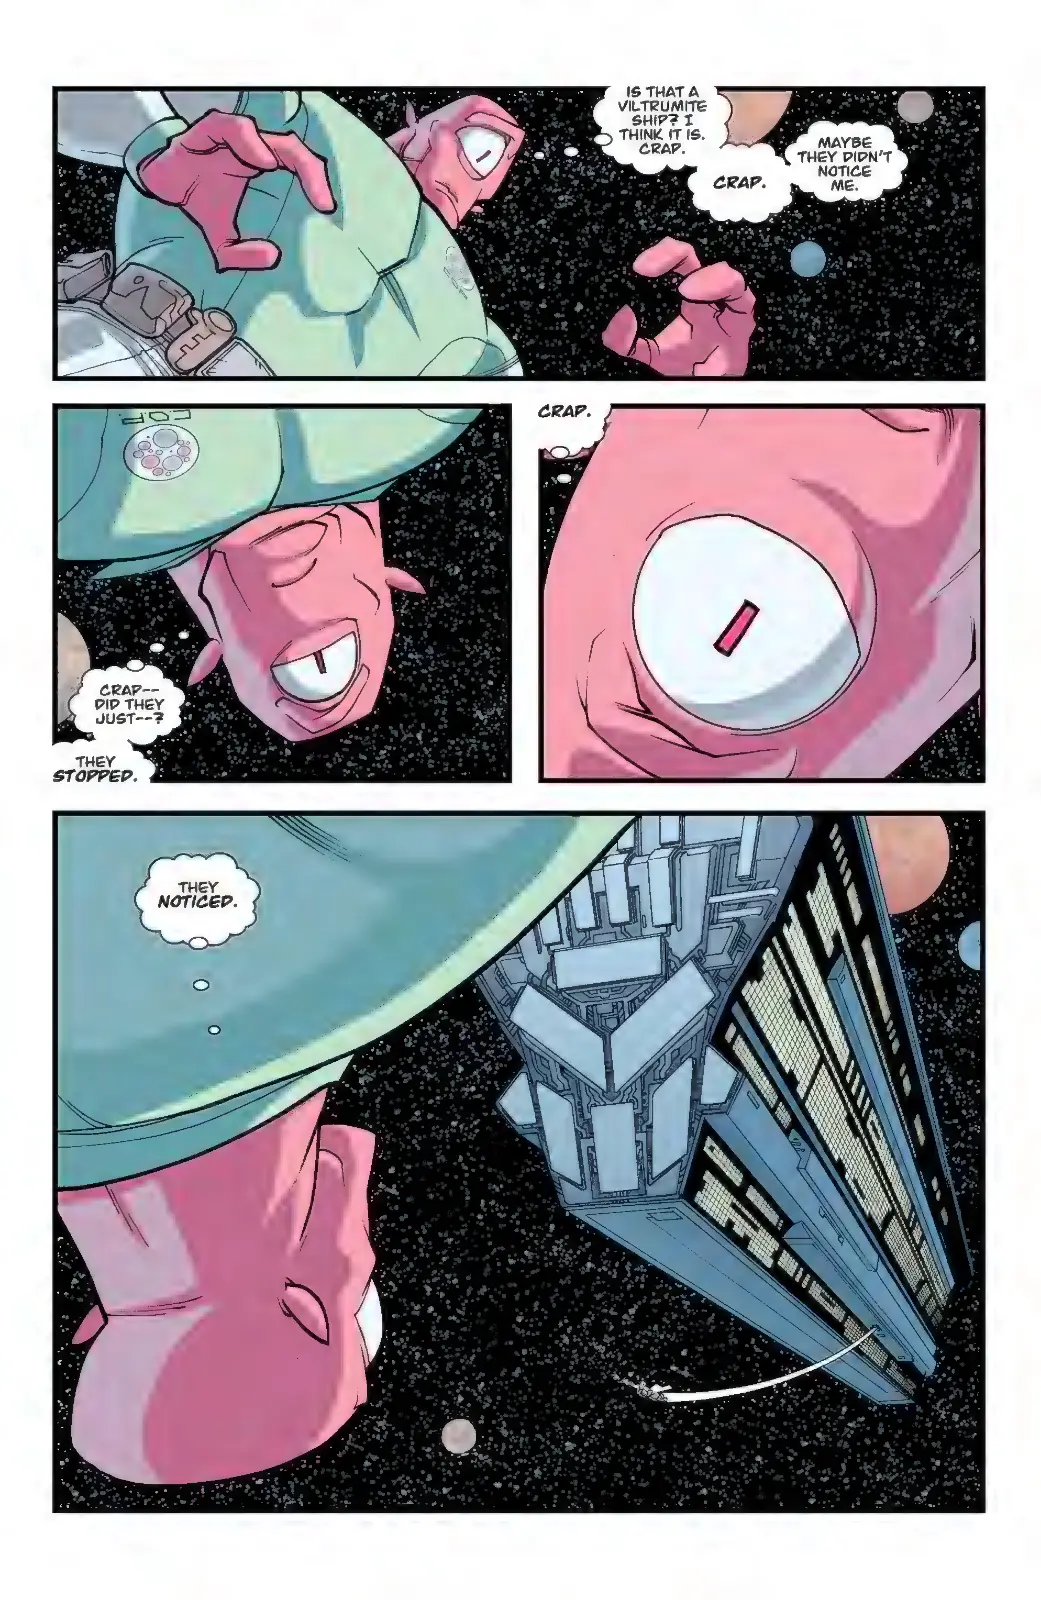 IS THAT A
VILTRUMITE
SHIP? I
THINK IT IS.
CRAP.
CRAP.
MAYBE
THEY DIDN'T
NOTICE
ME.
C.O.P.
CRAP--
DID THEY
JUST--?
THEY
STOPPED.
CRAP.
THEY
NOTICED.